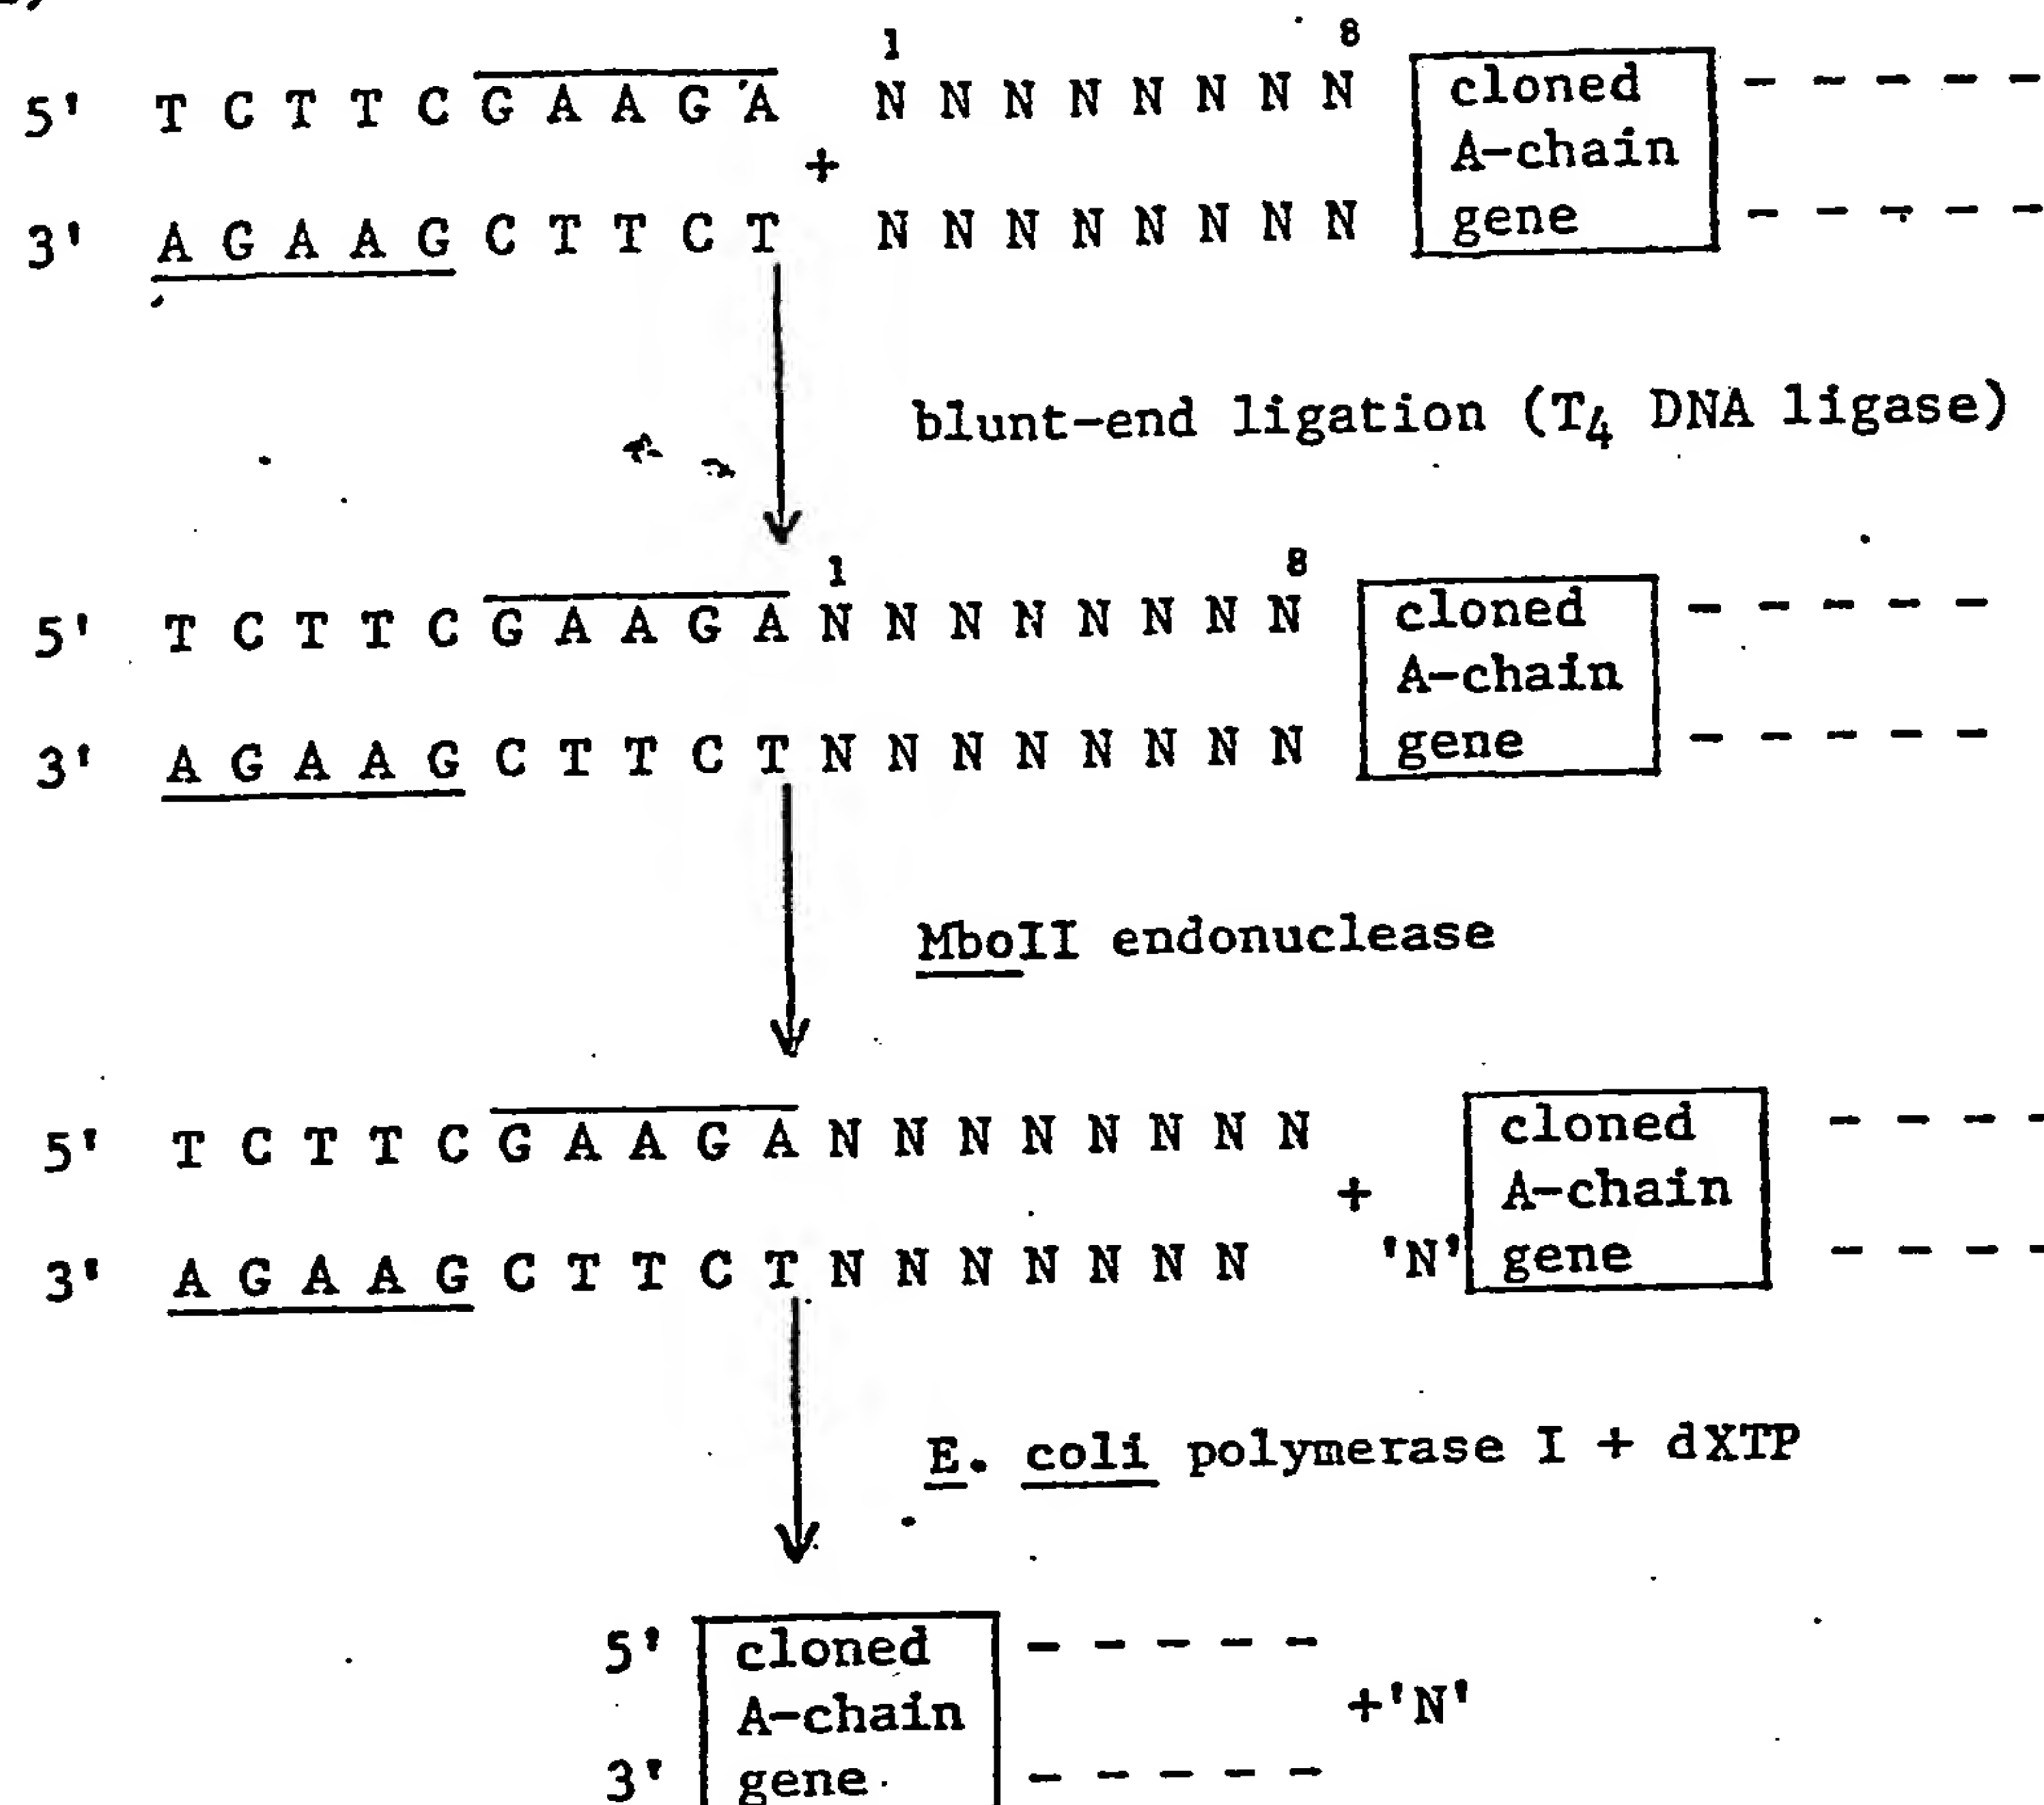 1 8
5' T C T T C G A A G A N N N N N N N N cloned - - - - -
+ A-chain
3' A G A A G C T T C T N N N N N N N N gene - - - - -
blunt-end ligation (T4 DNA ligase)
1 8
5' T C T T C G A A G A N N N N N N N N cloned - - - - -
A-chain
3' A G A A G C T T C T N N N N N N N N gene - - - - -
MboII endonuclease
5' T C T T C G A A G A N N N N N N N N cloned - - - -
+ A-chain
3' A G A A G C T T C T N N N N N N N 'N' gene - - - -
E. coli polymerase I + dXTP
5' cloned - - - - -
A-chain +'N'
3' gene - - - - -